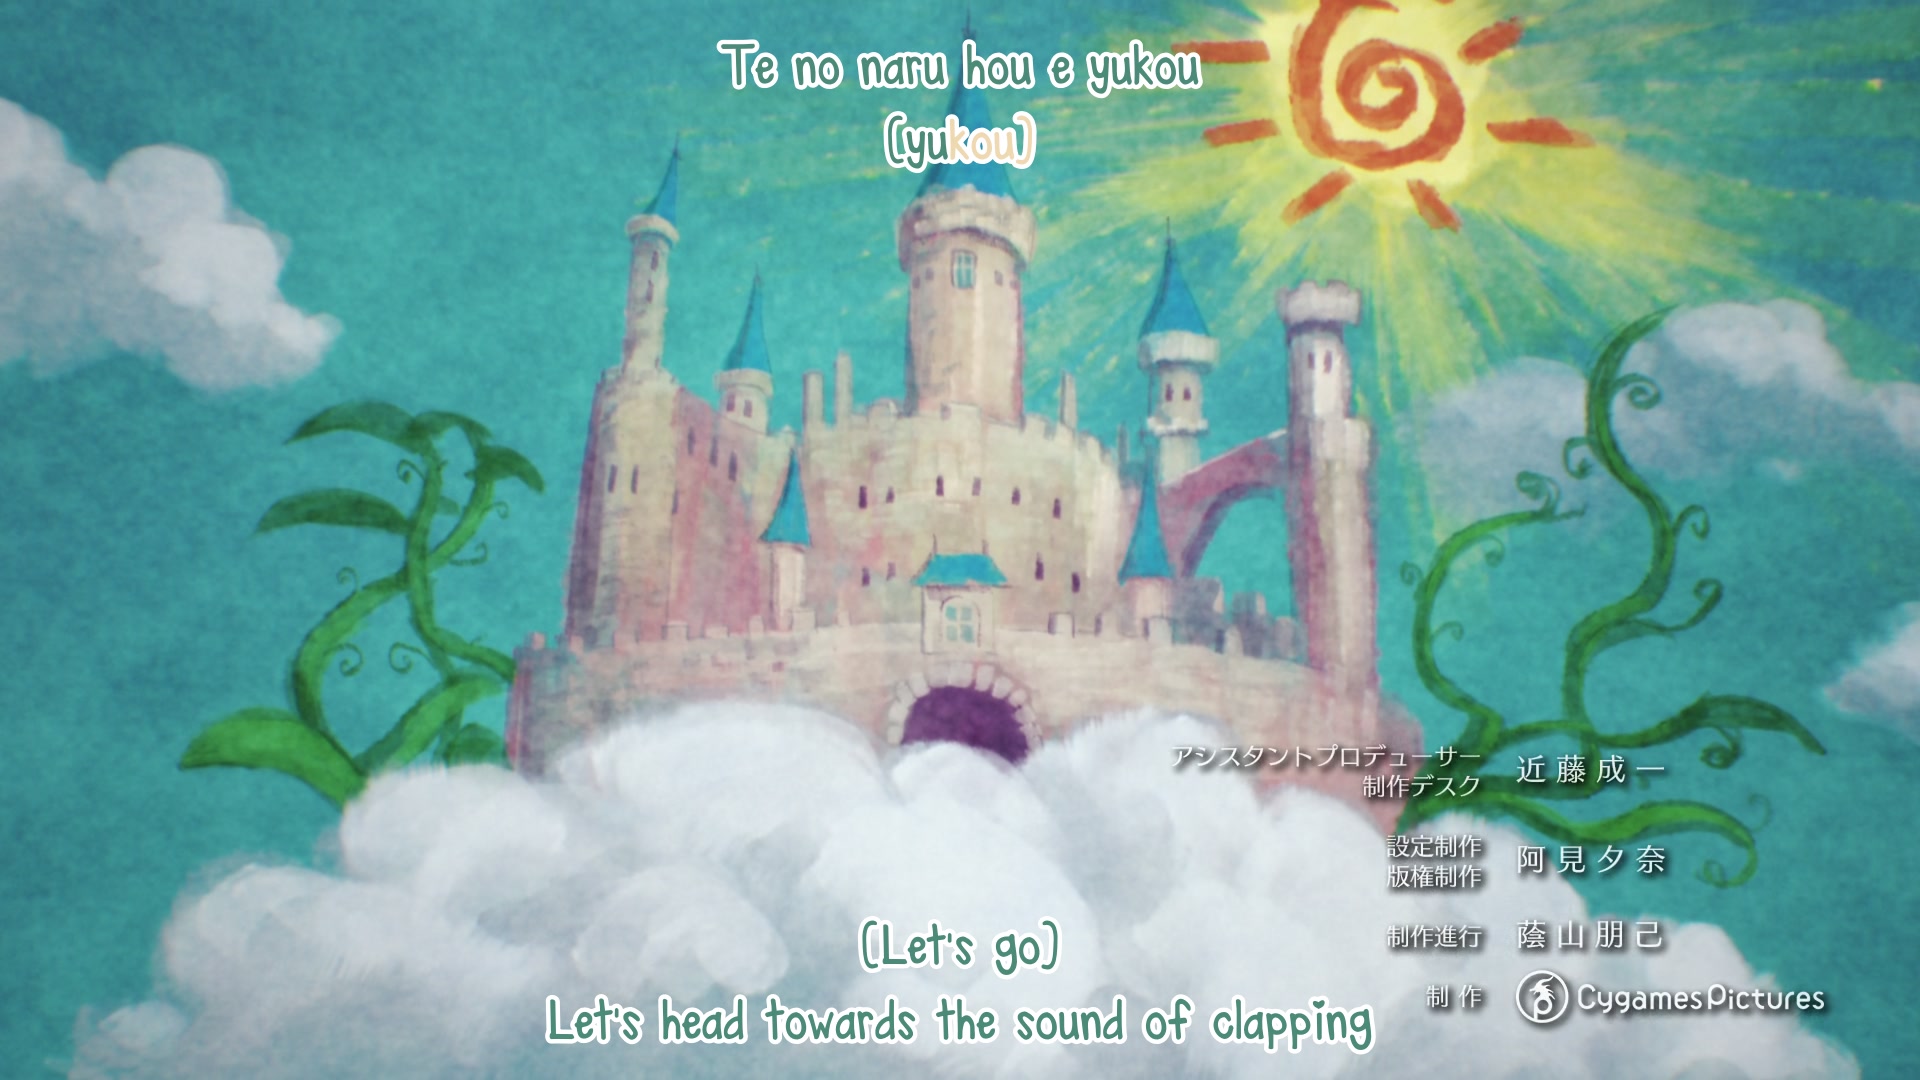 Te no naru hou e yukou
(yukou)
アシスタントプロデューサー
制作デスク
近藤成一
設定制作
版権制作
阿見夕奈
制作進行
蔭山朋己
制作
CygamesPictures
(Let's go)
Let's head towards the sound of clapping